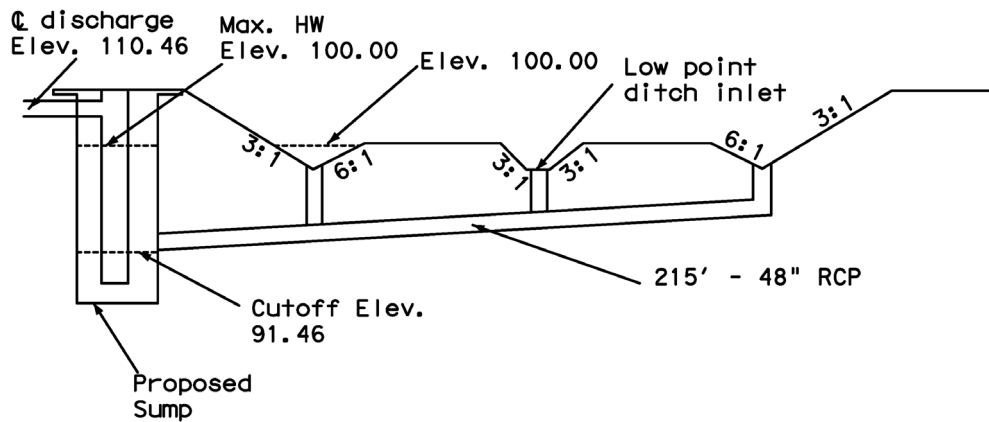 ℄ discharge
Elev. 110.46
Max. HW
Elev. 100.00
Elev. 100.00
Low point
ditch inlet
3:1
6:1
3:1
3:1
6:1
3:1
215' - 48" RCP
Cutoff Elev.
91.46
Proposed
Sump